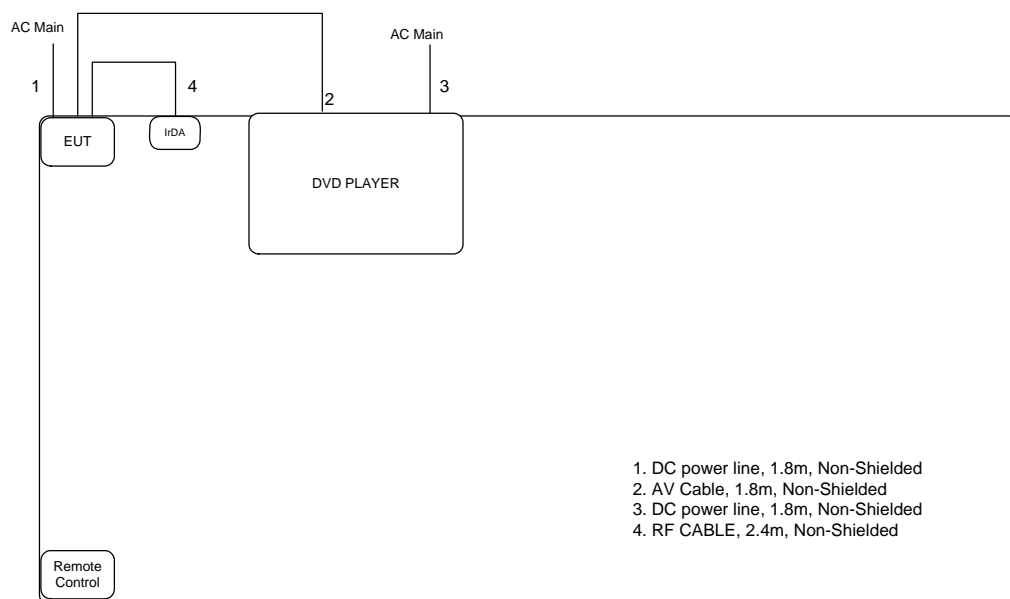 AC Main
AC Main
1
4
3
2
EUT
IrDA
DVD PLAYER
1. DC power line, 1.8m, Non-Shielded
2. AV Cable, 1.8m, Non-Shielded
3. DC power line, 1.8m, Non-Shielded
4. RF CABLE, 2.4m, Non-Shielded
Remote
Control